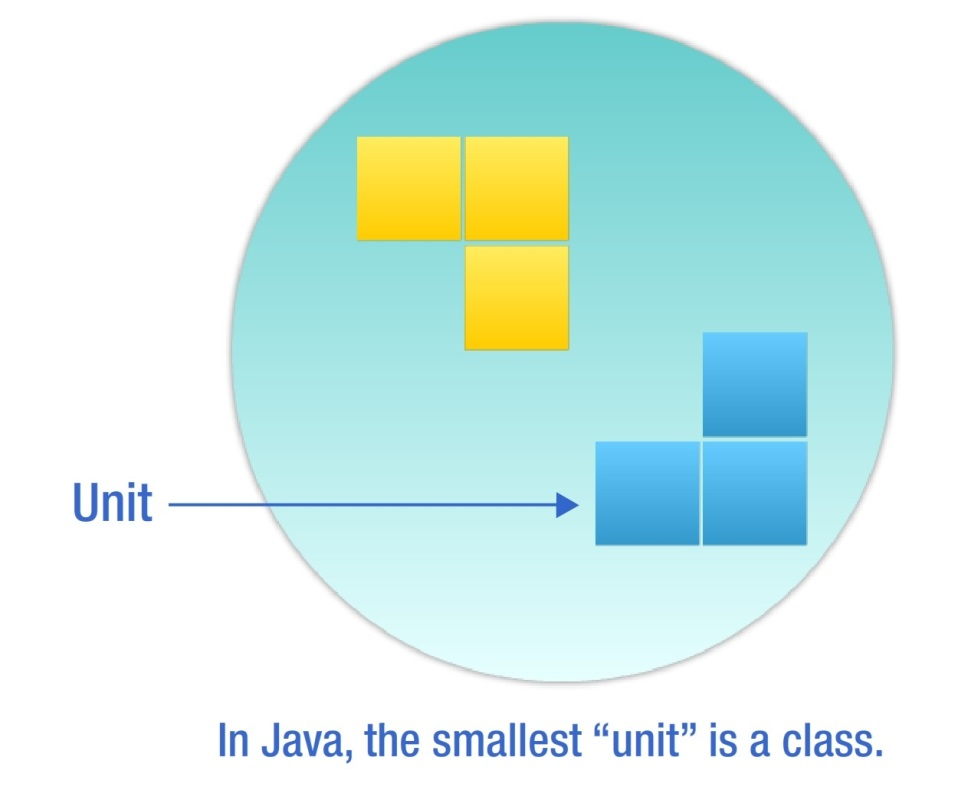 Unit
In Java, the smallest “unit” is a class.